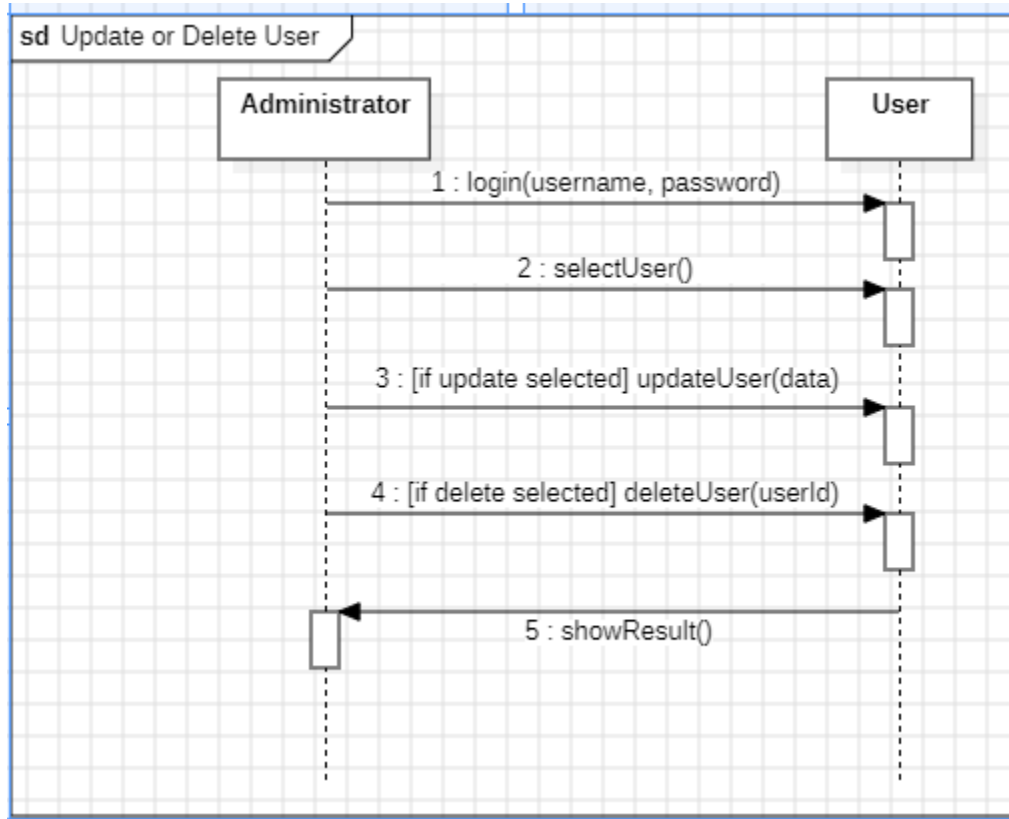 sd Update or Delete User
Administrator
User
1 : login(username, password)
2 : selectUser()
3 : [if update selected] updateUser(data)
4 : [if delete selected] deleteUser(userId)
5 : showResult()